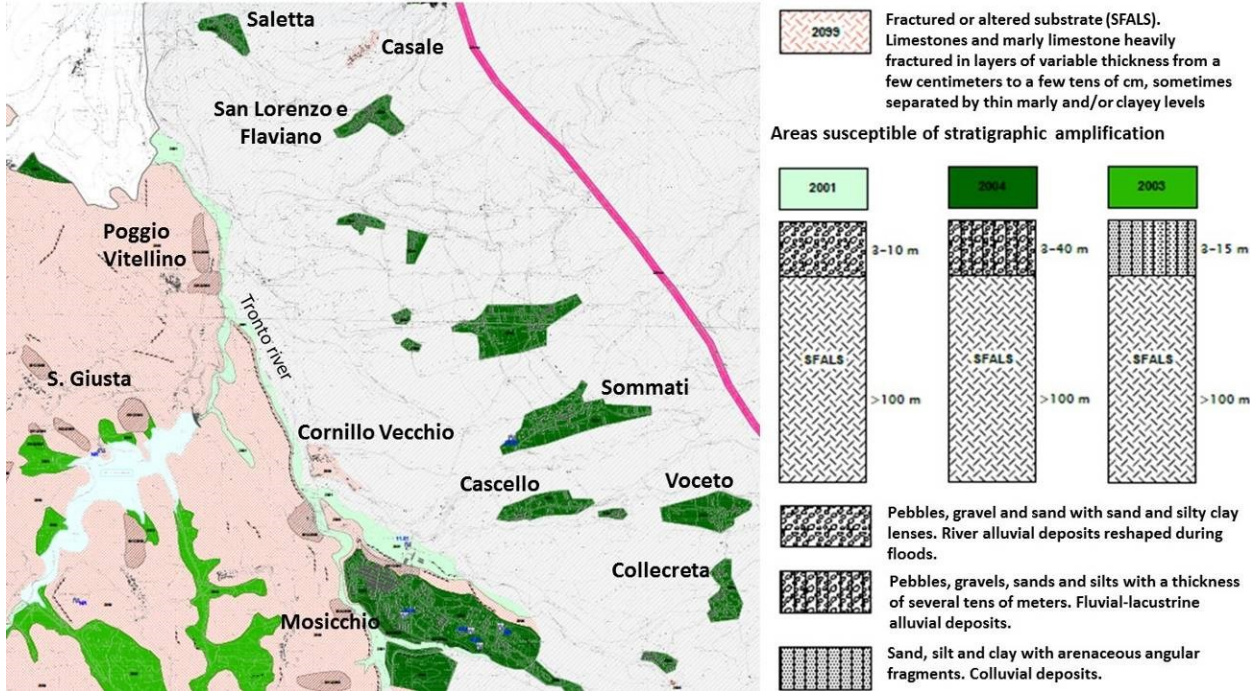 Saletta
Casale
San Lorenzo e
Flaviano
Poggio
Vitellino
Tronto river
S. Giusta
Sommati
Cornillo Vecchio
Cascello
Voceto
Collecreta
Mosicchio
2099
Fractured or altered substrate (SFALS).
Limestones and marly limestone heavily
fractured in layers of variable thickness from a
few centimeters to a few tens of cm, sometimes
separated by thin marly and/or clayey levels
Areas susceptible of stratigraphic amplification
2001
2004
2003
3-10 m
3-40 m
3-15 m
SFALS
SFALS
SFALS
>100 m
>100 m
>100 m
Pebbles, gravel and sand with sand and silty clay
lenses. River alluvial deposits reshaped during
floods.
Pebbles, gravels, sands and silts with a thickness
of several tens of meters. Fluvial-lacustrine
alluvial deposits.
Sand, silt and clay with arenaceous angular
fragments. Colluvial deposits.